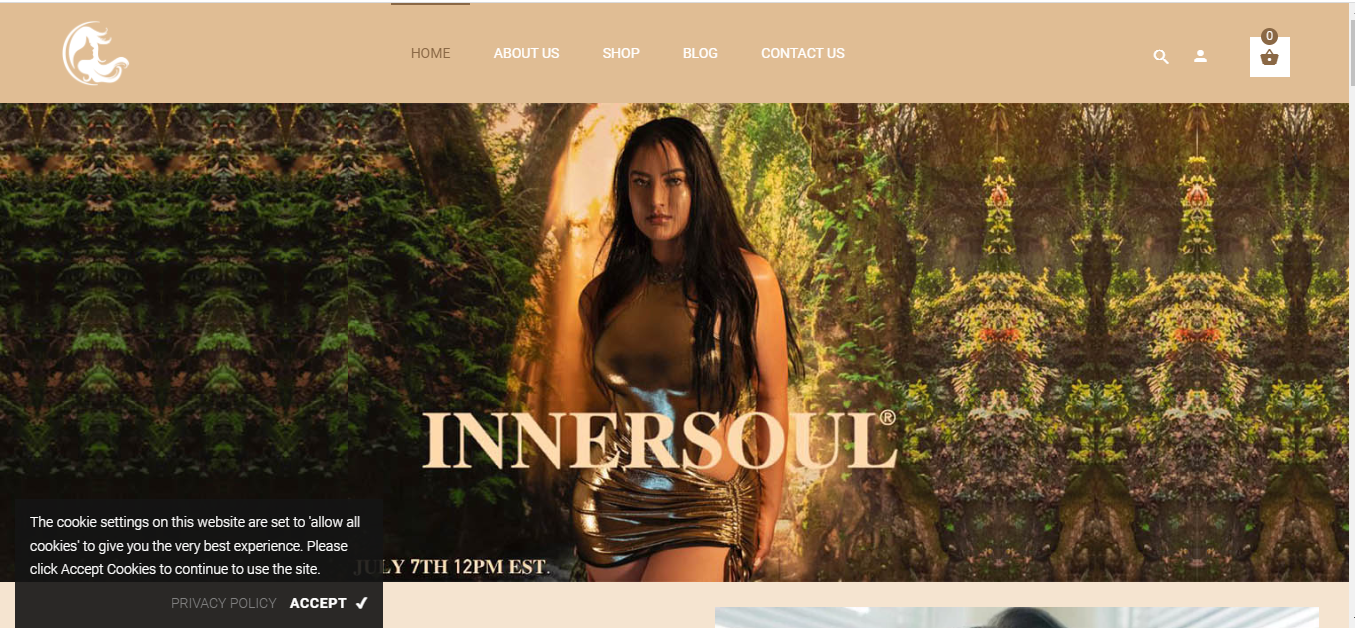 HOME ABOUT US SHOP BLOG CONTACT US
0
INNERSOUL®
JULY 7TH 12PM EST.
The cookie settings on this website are set to 'allow all
cookies' to give you the very best experience. Please
click Accept Cookies to continue to use the site.
PRIVACY POLICY ACCEPT